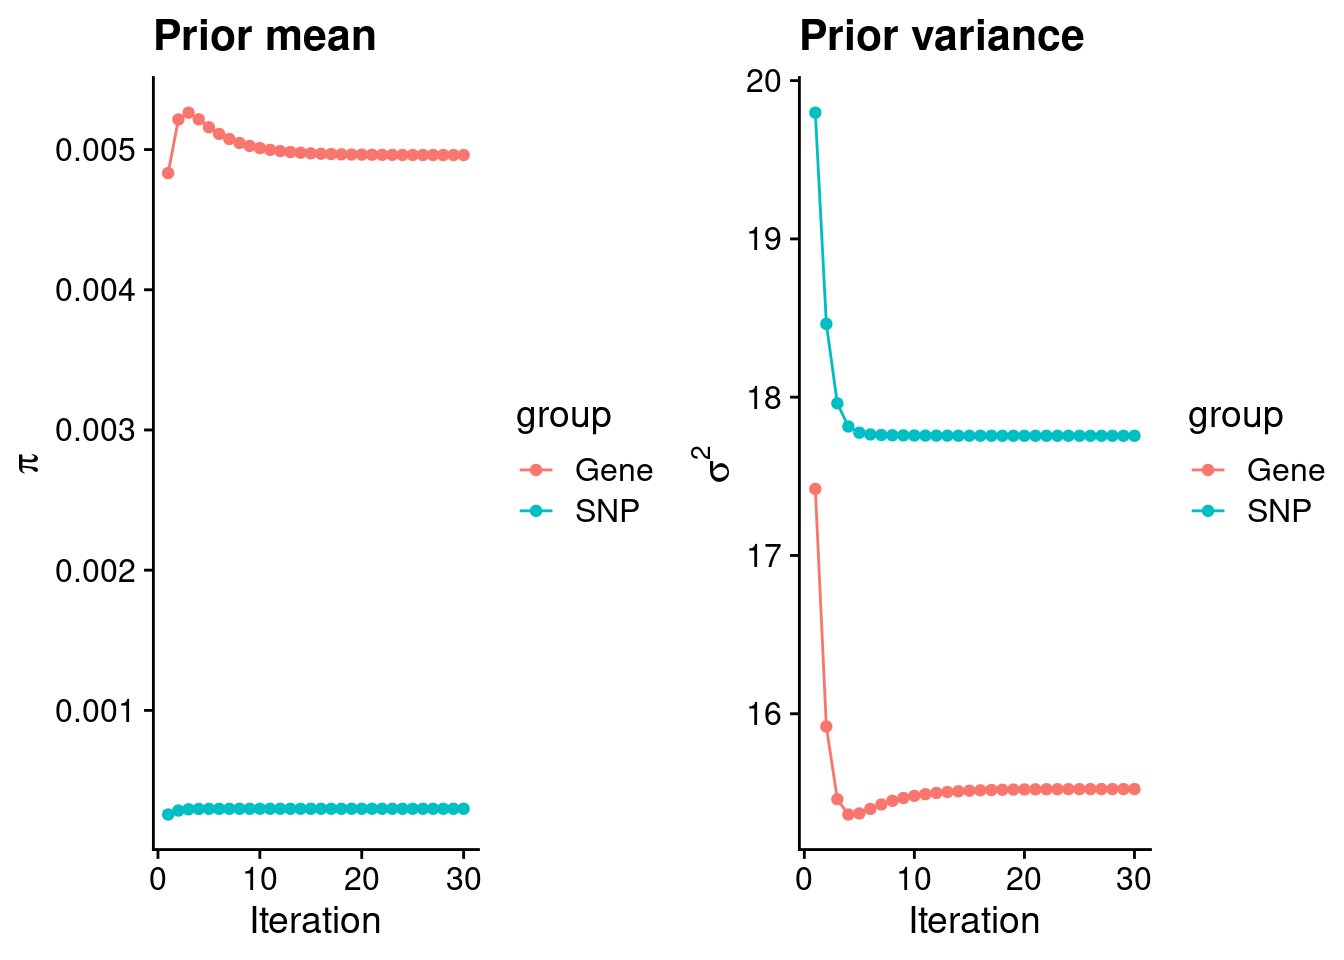 Prior mean
0.005
0.004
0.003
0.002
0.001
π
0 10 20 30
Iteration
group
Gene
SNP
Prior variance
20
19
18
17
16
σ²
0 10 20 30
Iteration
group
Gene
SNP